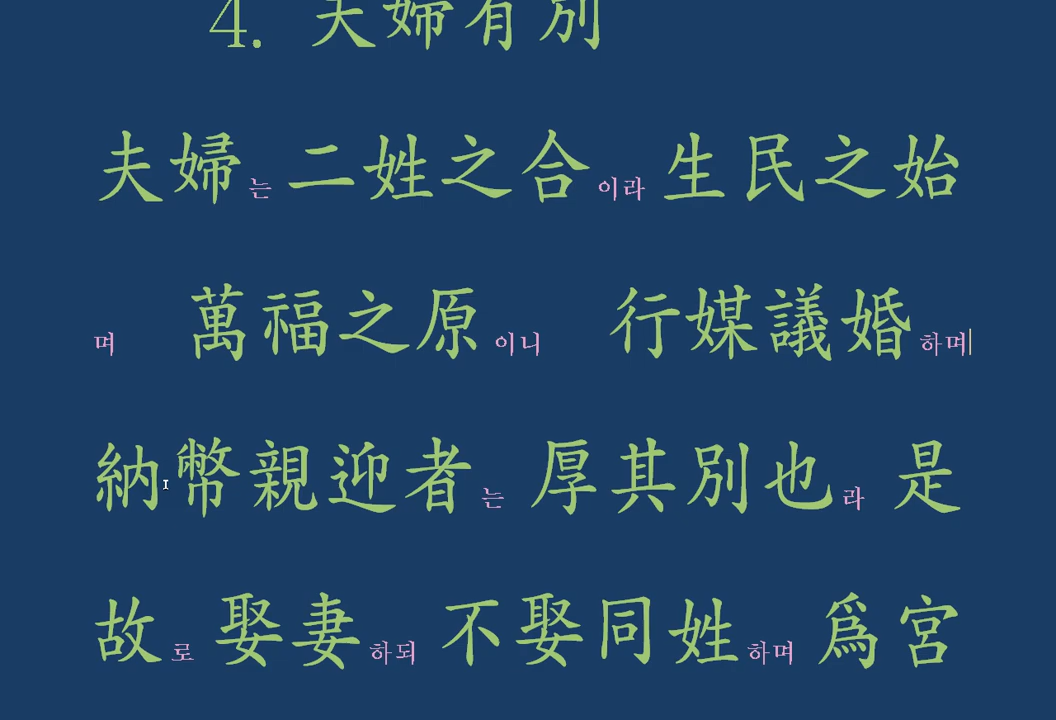 4. 夫婦有別
夫婦는 二姓之合이라 生民之始
며 萬福之原이니 行媒議婚하며
納幣親迎者는 厚其別也라 是
故로 娶妻하되 不娶同姓하며 爲宮